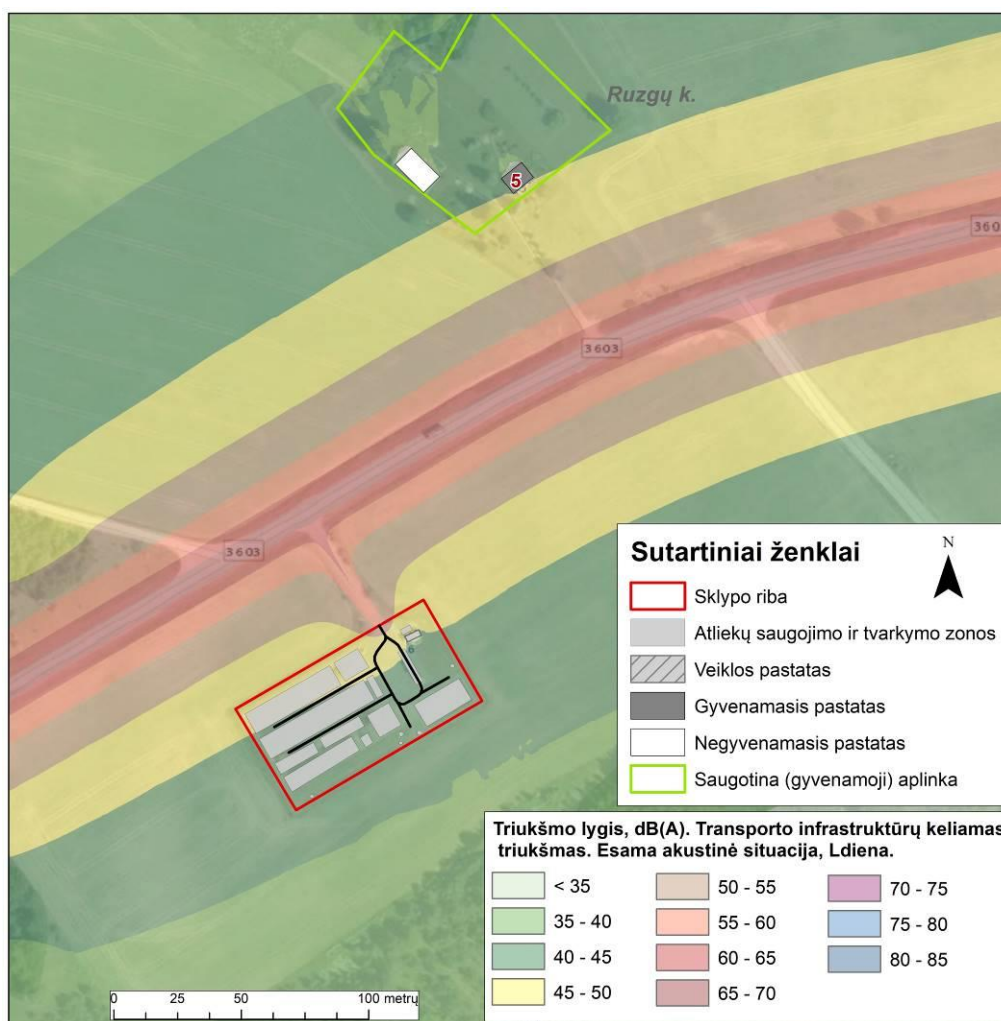 Ruzgų k.
5
360
3603
3603
6
Sutartiniai ženklai
N
Sklypo riba
Atliekų saugojimo ir tvarkymo zonos
Veiklos pastatas
Gyvenamasis pastatas
Negyvenamasis pastatas
Saugotina (gyvenamoji) aplinka
Triukšmo lygis, dB(A). Transporto infrastruktūrų keliamas
triukšmas. Esama akustinė situacija, Ldiena.
< 35
35 - 40
40 - 45
45 - 50
50 - 55
55 - 60
60 - 65
65 - 70
70 - 75
75 - 80
80 - 85
0 25 50 100 metrų